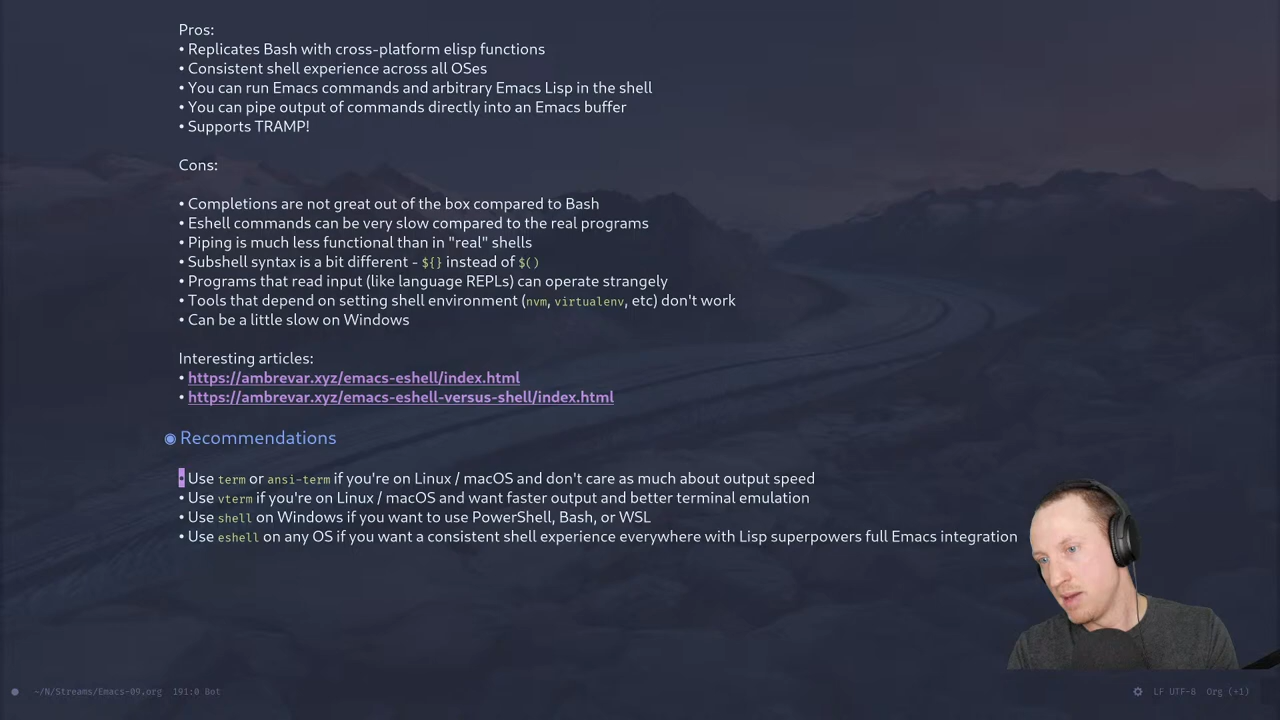 Pros:
• Replicates Bash with cross-platform elisp functions
• Consistent shell experience across all OSes
• You can run Emacs commands and arbitrary Emacs Lisp in the shell
• You can pipe output of commands directly into an Emacs buffer
• Supports TRAMP!
Cons:
• Completions are not great out of the box compared to Bash
• Eshell commands can be very slow compared to the real programs
• Piping is much less functional than in "real" shells
• Subshell syntax is a bit different - ${} instead of $()
• Programs that read input (like language REPLs) can operate strangely
• Tools that depend on setting shell environment (nvm, virtualenv, etc) don't work
• Can be a little slow on Windows
Interesting articles:
• https://ambrevar.xyz/emacs-eshell/index.html
• https://ambrevar.xyz/emacs-eshell-versus-shell/index.html
◉ Recommendations
• Use term or ansi-term if you're on Linux / macOS and don't care as much about output speed
• Use vterm if you're on Linux / macOS and want faster output and better terminal emulation
• Use shell on Windows if you want to use PowerShell, Bash, or WSL
• Use eshell on any OS if you want a consistent shell experience everywhere with Lisp superpowers full Emacs integration
~/N/Streams/Emacs-09.org 191:0 Bot
LF UTF-8 Org (+1)